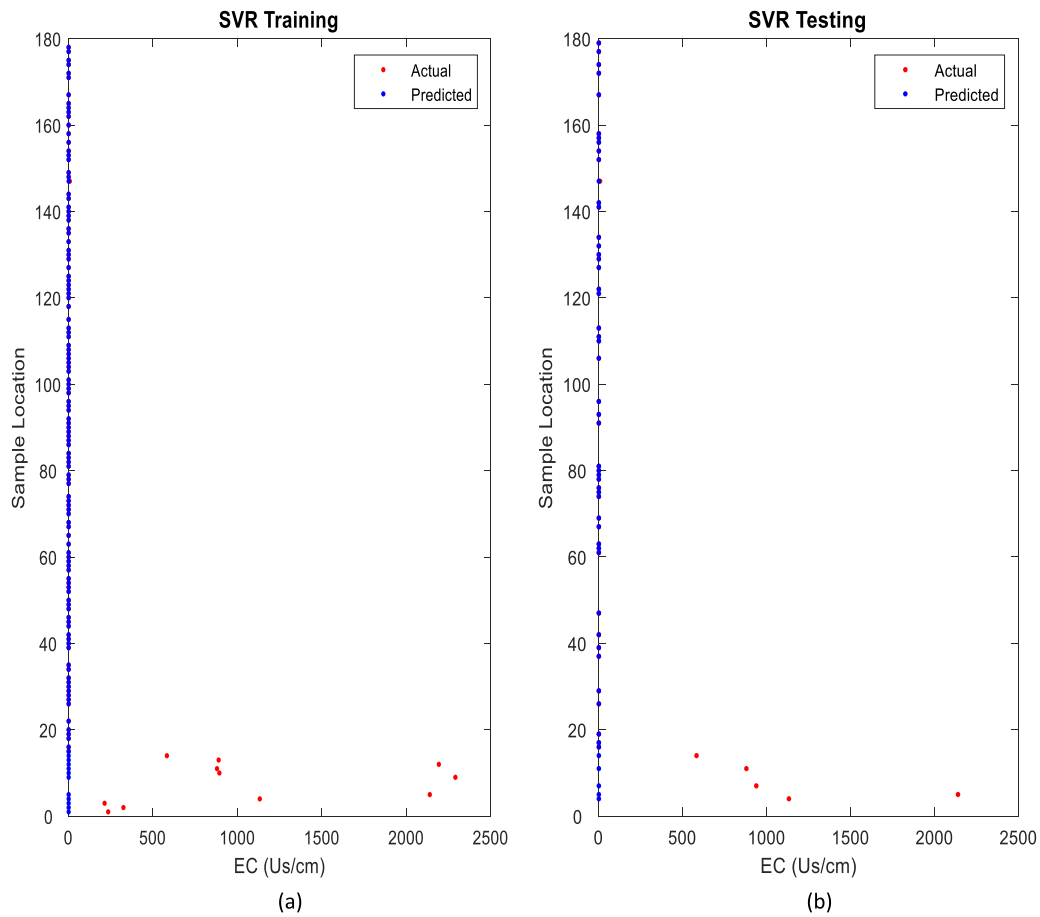 SVR Training
SVR Testing
Actual
Predicted
Actual
Predicted
180
160
140
120
100
80
60
40
20
0
Sample Location
0
500
1000
1500
2000
2500
EC (Us/cm)
(a)
180
160
140
120
100
80
60
40
20
0
Sample Location
0
500
1000
1500
2000
2500
EC (Us/cm)
(b)